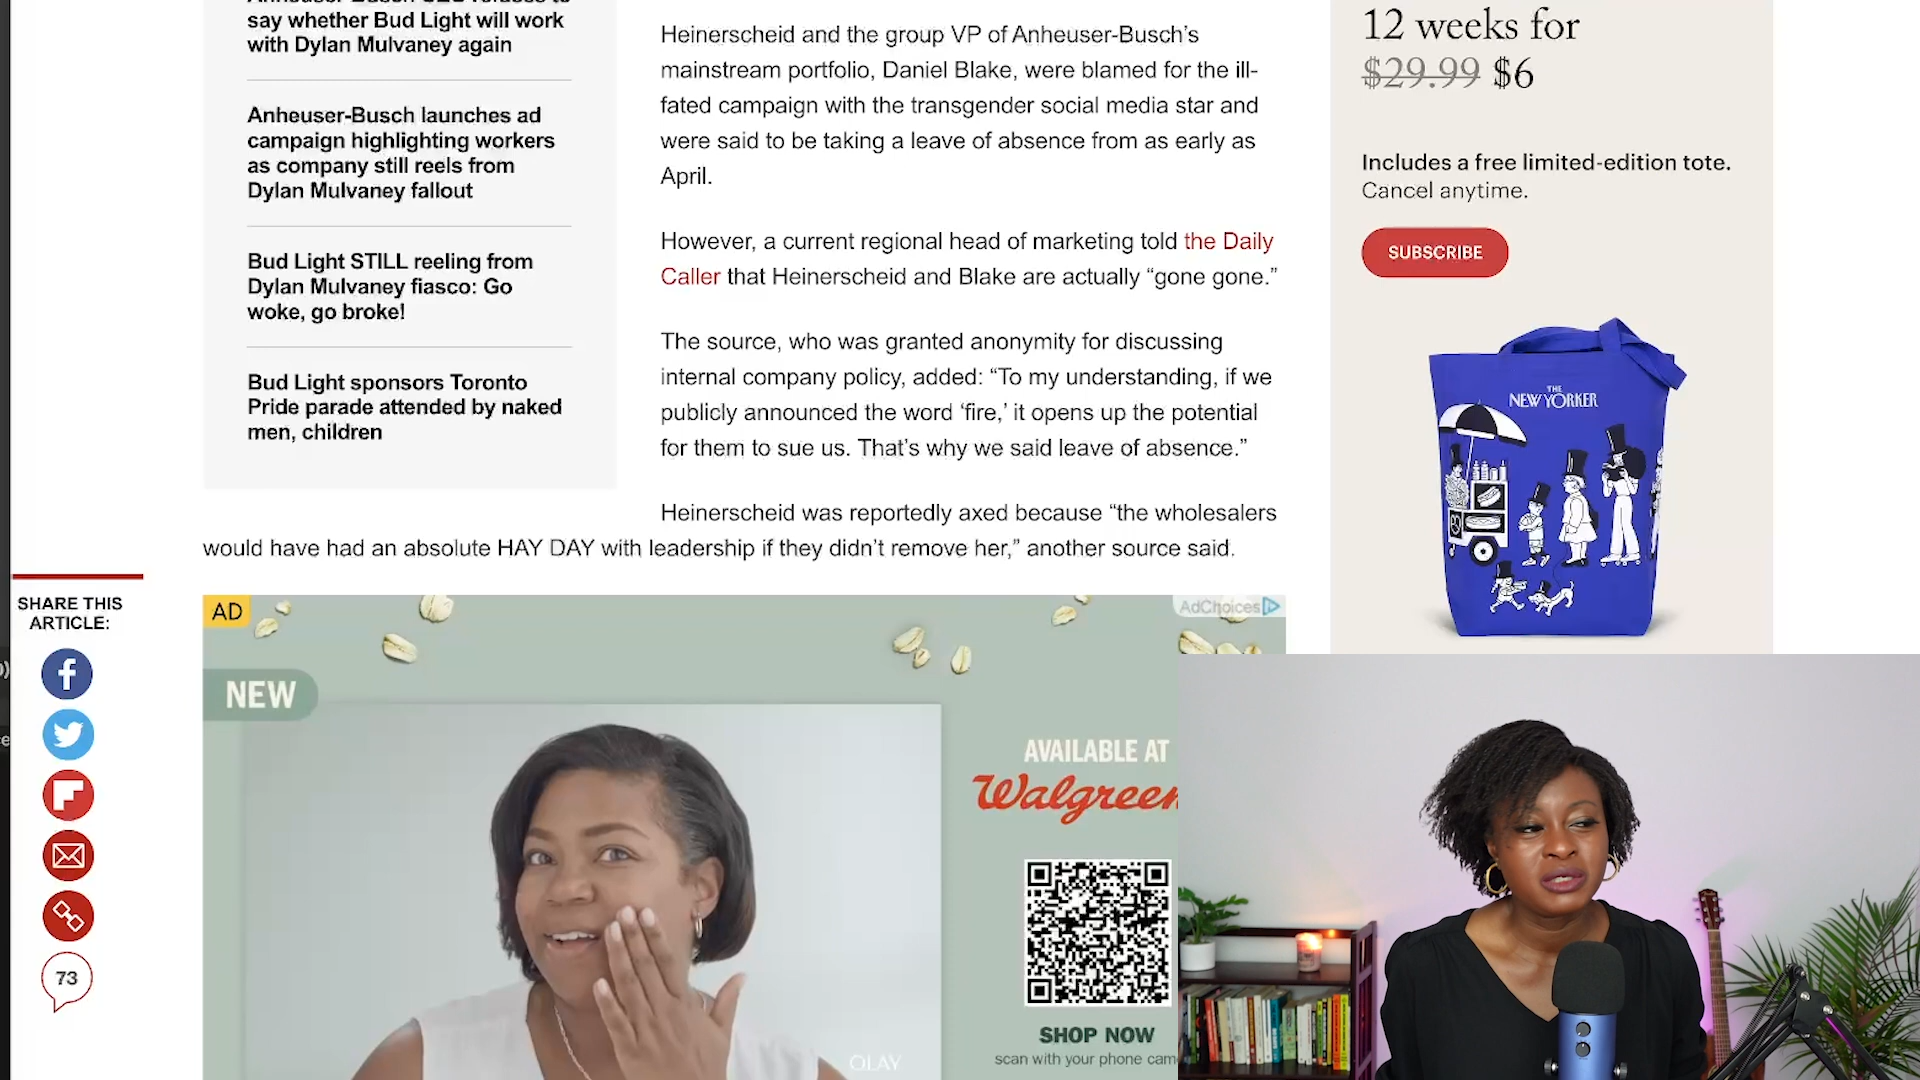 say whether Bud Light will work
with Dylan Mulvaney again
Anheuser-Busch launches ad
campaign highlighting workers
as company still reels from
Dylan Mulvaney fallout
Bud Light STILL reeling from
Dylan Mulvaney fiasco: Go
woke, go broke!
Bud Light sponsors Toronto
Pride parade attended by naked
men, children
Heinerscheid and the group VP of Anheuser-Busch’s
mainstream portfolio, Daniel Blake, were blamed for the ill-
fated campaign with the transgender social media star and
were said to be taking a leave of absence from as early as
April.
However, a current regional head of marketing told the Daily
Caller that Heinerscheid and Blake are actually “gone gone.”
The source, who was granted anonymity for discussing
internal company policy, added: “To my understanding, if we
publicly announced the word ‘fire,’ it opens up the potential
for them to sue us. That’s why we said leave of absence.”
Heinerscheid was reportedly axed because “the wholesalers
would have had an absolute HAY DAY with leadership if they didn’t remove her,” another source said.
12 weeks for
$29.99 $6
Includes a free limited-edition tote.
Cancel anytime.
SUBSCRIBE
THE
NEW YORKER
SHARE THIS
ARTICLE:
73
AD
AdChoices
NEW
AVAILABLE AT
Walgreen
SHOP NOW
scan with your phone cam
OLAY